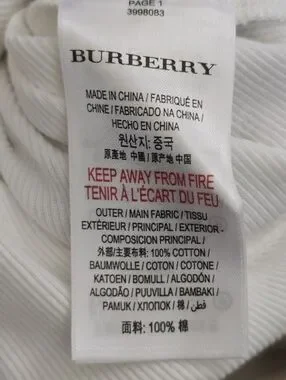 PAGE 1
3998083
BURBERRY
MADE IN CHINA / FABRIQUÉ EN
CHINE / FABRICADO NA CHINA /
HECHO EN CHINA
원산지: 중국
原產地 中國 / 原产地 中国
KEEP AWAY FROM FIRE
TENIR À L'ÉCART DU FEU
OUTER / MAIN FABRIC / TISSU
EXTÉRIEUR / PRINCIPAL / EXTERIOR -
COMPOSICION PRINCIPAL /
外部/主要布料: 100% COTTON /
BAUMWOLLE / COTON / COTONE /
KATOEN / BOMULL / ALGODÓN /
ALGODÃO / PUUVILLA / BAMBAKI /
PAMUK / ХЛОПОК / 棉 / قطن /
面料: 100% 棉